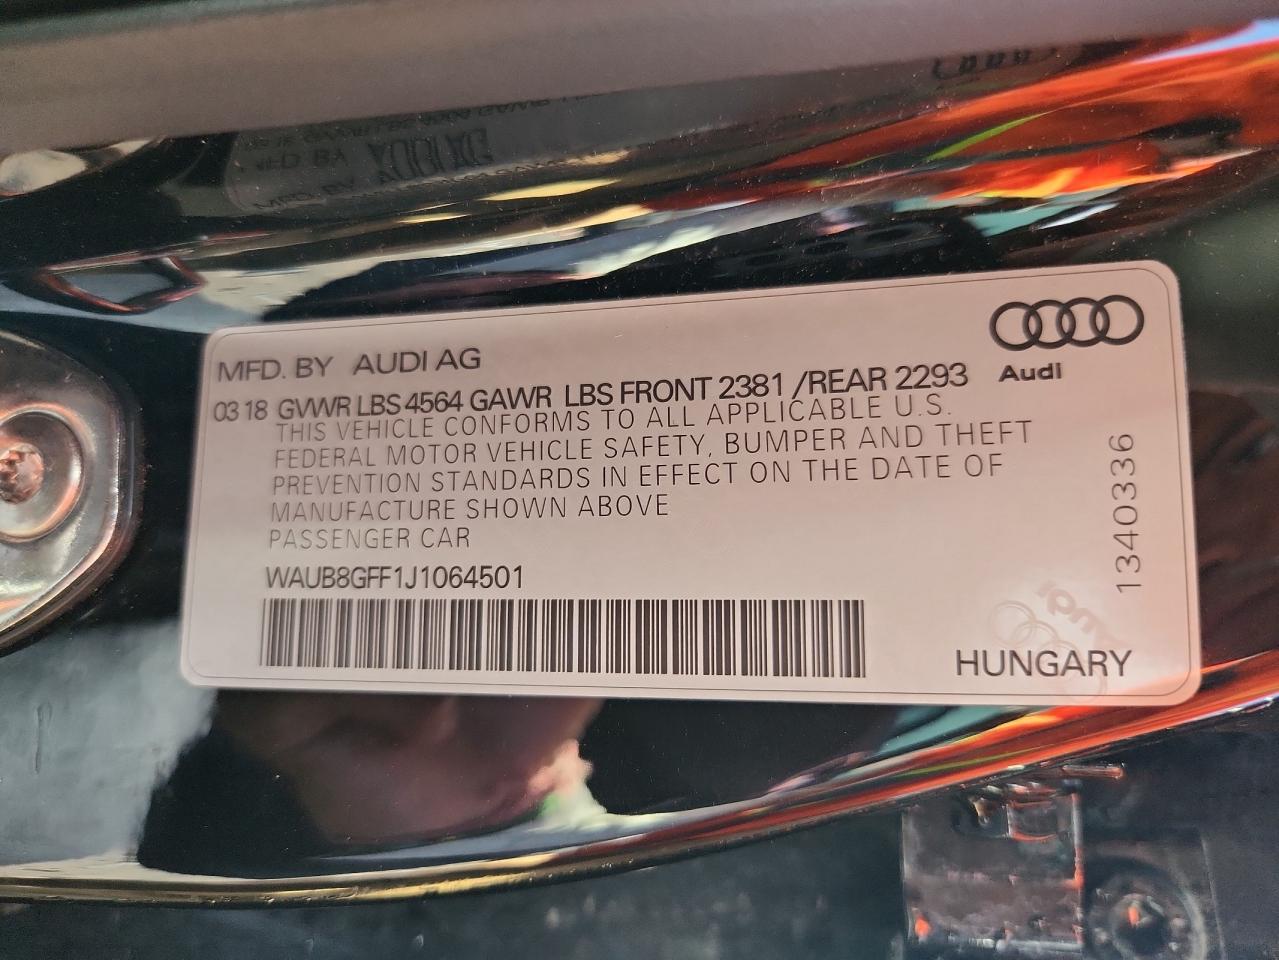 MFD. BY AUDI AG
Audi
03 18 GVWR LBS 4564 GAWR LBS FRONT 2381 /REAR 2293
THIS VEHICLE CONFORMS TO ALL APPLICABLE U.S.
FEDERAL MOTOR VEHICLE SAFETY, BUMPER AND THEFT
PREVENTION STANDARDS IN EFFECT ON THE DATE OF
MANUFACTURE SHOWN ABOVE
PASSENGER CAR
WAUB8GFF1J1064501
1340336
HUNGARY